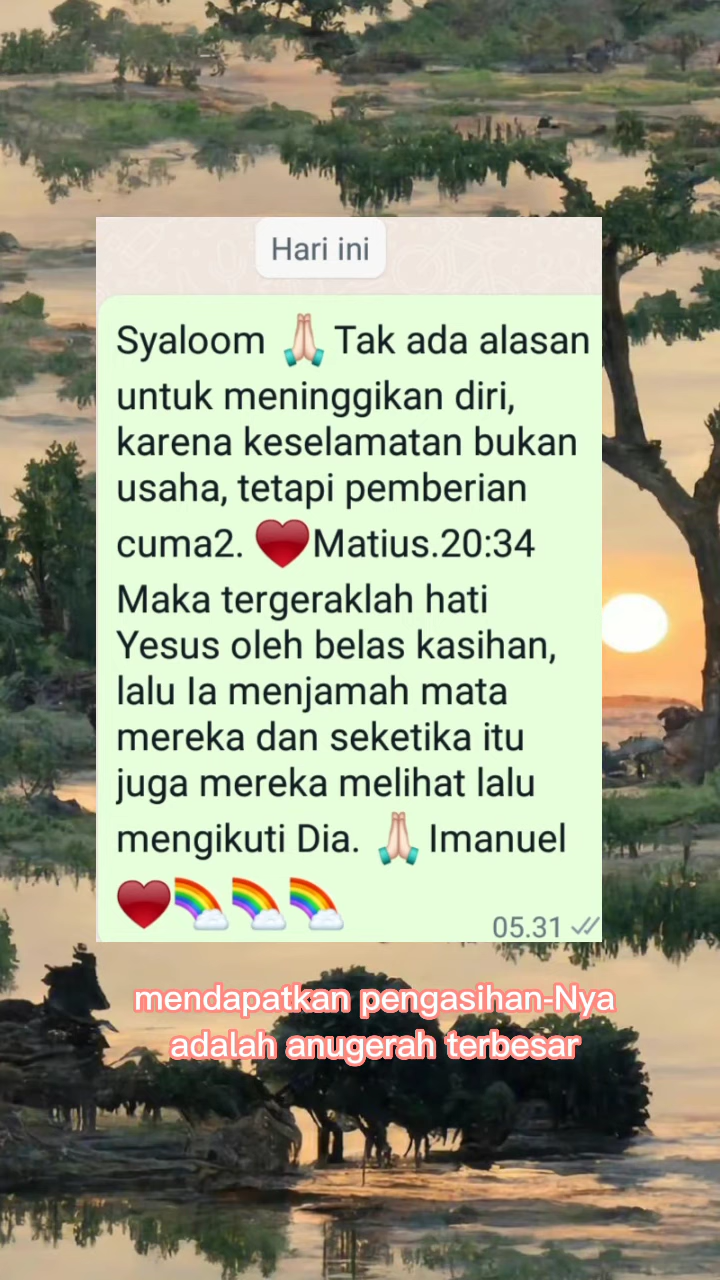 Hari ini
Syaloom 🙏🏻 Tak ada alasan
untuk meninggikan diri,
karena keselamatan bukan
usaha, tetapi pemberian
cuma2. ❤️Matius.20:34
Maka tergeraklah hati
Yesus oleh belas kasihan,
lalu Ia menjamah mata
mereka dan seketika itu
juga mereka melihat lalu
mengikuti Dia. 🙏🏻 Imanuel
❤️🌈🌈🌈
05.31
mendapatkan pengasihan-Nya
adalah anugerah terbesar